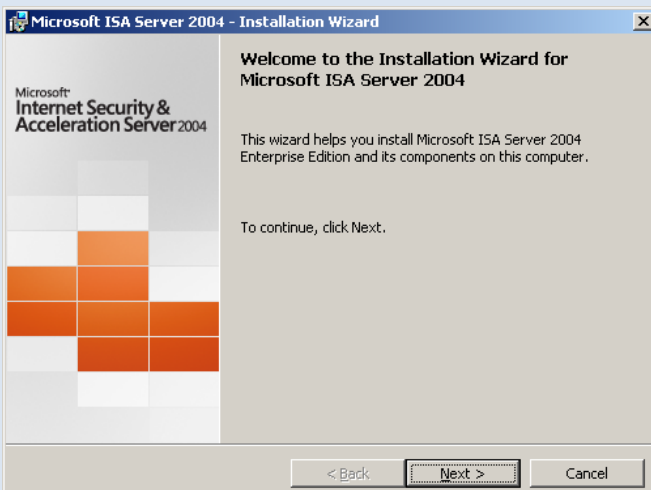 Microsoft ISA Server 2004 - Installation Wizard
Welcome to the Installation Wizard for
Microsoft ISA Server 2004
Microsoft
Internet Security &
Acceleration Server 2004
This wizard helps you install Microsoft ISA Server 2004
Enterprise Edition and its components on this computer.
To continue, click Next.
< Back
Next >
Cancel